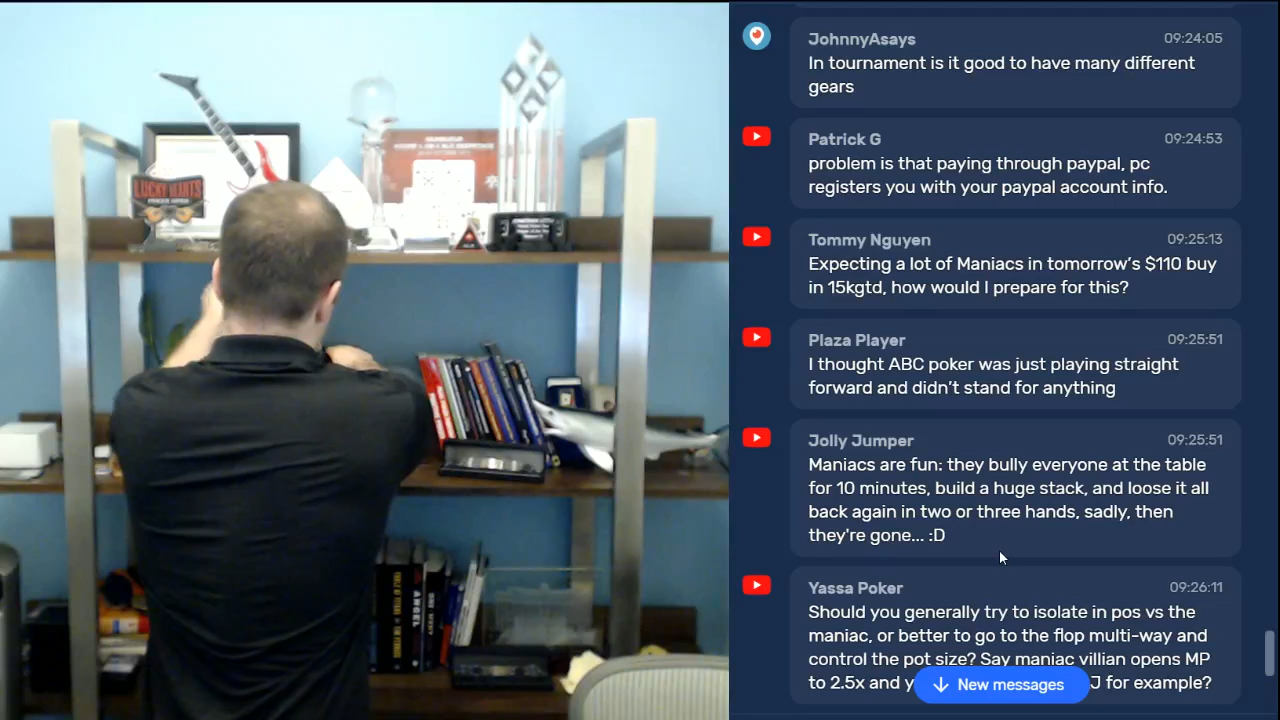 LUCKY HEARTS
JohnnyAsays 09:24:05
In tournament is it good to have many different
gears
Patrick G 09:24:53
problem is that paying through paypal, pc
registers you with your paypal account info.
Tommy Nguyen 09:25:13
Expecting a lot of Maniacs in tomorrow's $110 buy
in 15kgtd, how would I prepare for this?
Plaza Player 09:25:51
I thought ABC poker was just playing straight
forward and didn't stand for anything
Jolly Jumper 09:25:51
Maniacs are fun: they bully everyone at the table
for 10 minutes, build a huge stack, and loose it all
back again in two or three hands, sadly, then
they're gone... :D
Yassa Poker 09:26:11
Should you generally try to isolate in pos vs the
maniac, or better to go to the flop multi-way and
control the pot size? Say maniac villian opens MP
to 2.5x and J for example?
New messages